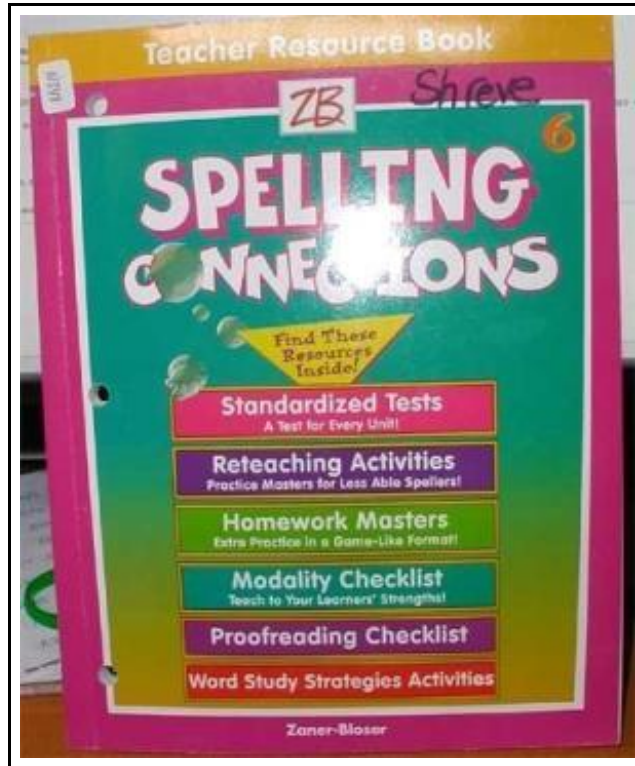 Teacher Resource Book
ZB
Shreve
6
SPELLING
CONNECTIONS
Find These
Resources
Inside!
Standardized Tests
A Test for Every Unit!
Reteaching Activities
Practice Masters for Less Able Spellers!
Homework Masters
Extra Practice in a Game-Like Format!
Modality Checklist
Teach to Your Learners' Strengths!
Proofreading Checklist
Word Study Strategies Activities
Zaner-Bloser